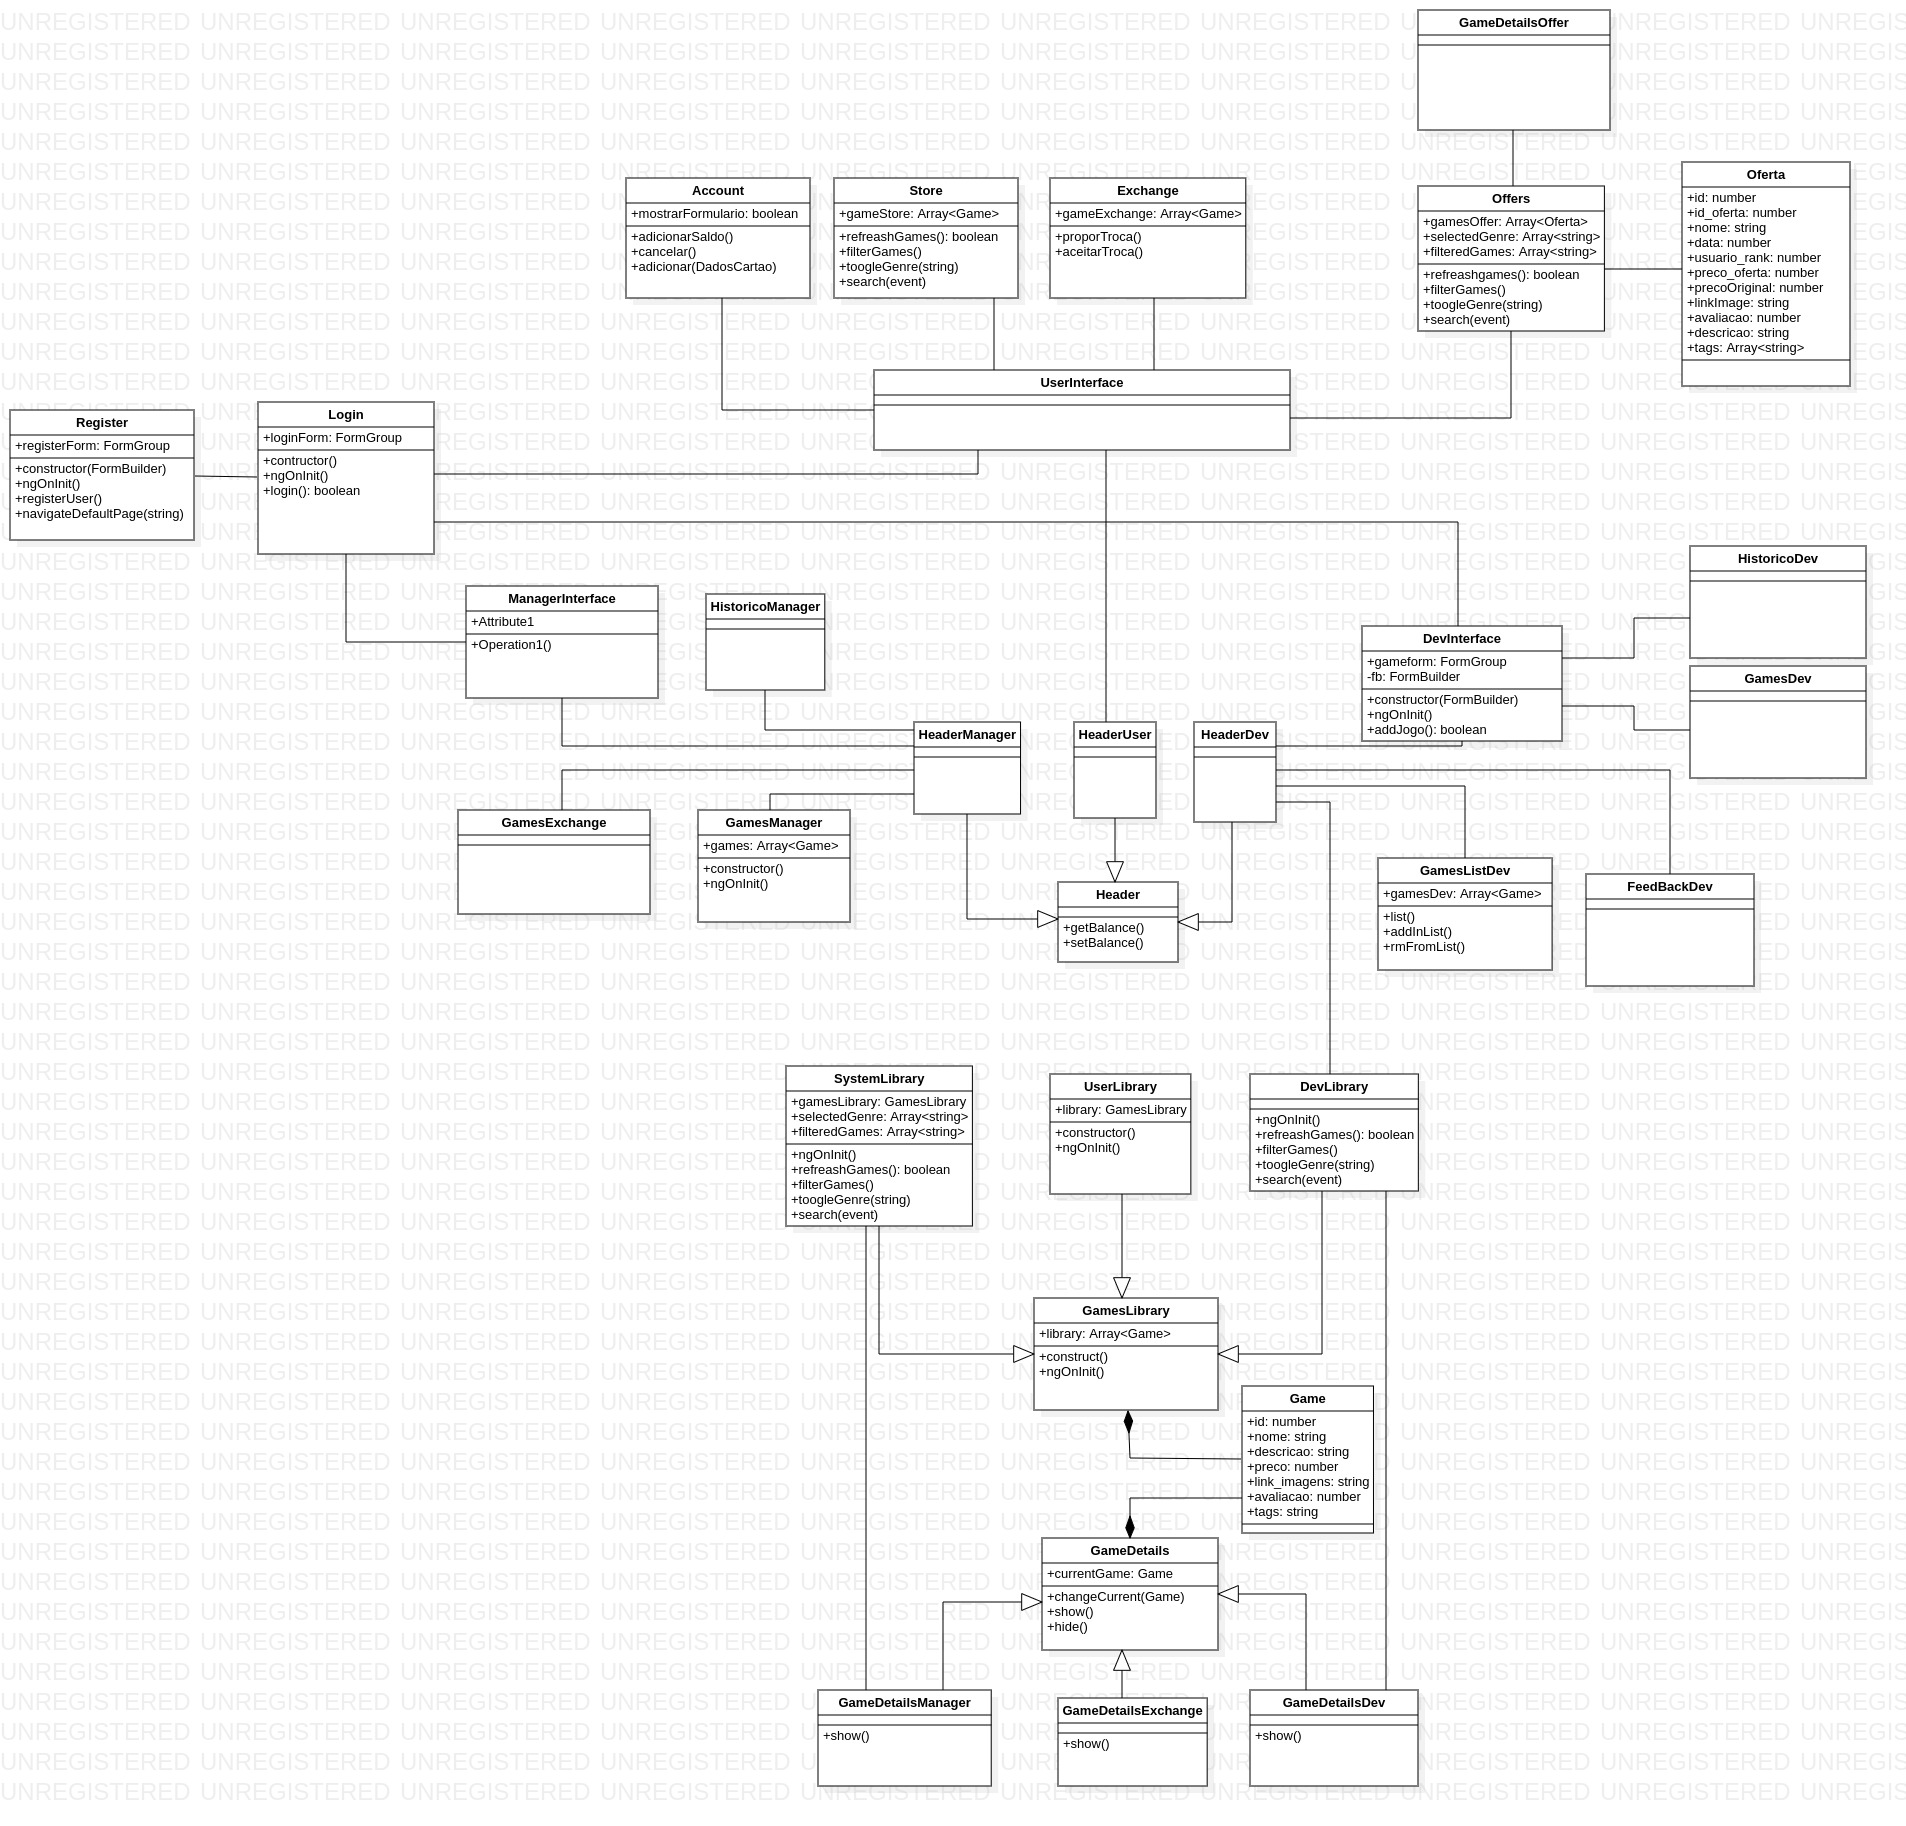 GameDetailsOffer
Account
+mostrarFormulario: boolean
+adicionarSaldo()
+cancelar()
+adicionar(DadosCartao)
Store
+gameStore: Array<Game>
+refreashGames(): boolean
+filterGames()
+toogleGenre(string)
+search(event)
Exchange
+gameExchange: Array<Game>
+proporTroca()
+aceitarTroca()
Offers
+gamesOffer: Array<Oferta>
+selectedGenre: Array<string>
+filteredGames: Array<string>
+refreashgames(): boolean
+filterGames()
+toogleGenre(string)
+search(event)
Oferta
+id: number
+id_oferta: number
+nome: string
+data: number
+usuario_rank: number
+preco_oferta: number
+precoOriginal: number
+linkImage: string
+avaliacao: number
+descricao: string
+tags: Array<string>
UserInterface
Register
+registerForm: FormGroup
+constructor(FormBuilder)
+ngOnInit()
+registerUser()
+navigateDefaultPage(string)
Login
+loginForm: FormGroup
+contructor()
+ngOnInit()
+login(): boolean
ManagerInterface
+Attribute1
+Operation1()
HistoricoManager
DevInterface
+gameform: FormGroup
-fb: FormBuilder
+constructor(FormBuilder)
+ngOnInit()
+addJogo(): boolean
HistoricoDev
GamesDev
HeaderManager
HeaderUser
HeaderDev
GamesExchange
GamesManager
+games: Array<Game>
+constructor()
+ngOnInit()
Header
+getBalance()
+setBalance()
GamesListDev
+gamesDev: Array<Game>
+list()
+addInList()
+rmFromList()
FeedBackDev
SystemLibrary
+gamesLibrary: GamesLibrary
+selectedGenre: Array<string>
+filteredGames: Array<string>
+ngOnInit()
+refreashGames(): boolean
+filterGames()
+toogleGenre(string)
+search(event)
UserLibrary
+library: GamesLibrary
+constructor()
+ngOnInit()
DevLibrary
+ngOnInit()
+refreashGames(): boolean
+filterGames()
+toogleGenre(string)
+search(event)
GamesLibrary
+library: Array<Game>
+construct()
+ngOnInit()
Game
+id: number
+nome: string
+descricao: string
+preco: number
+link_imagens: string
+avaliacao: number
+tags: string
GameDetails
+currentGame: Game
+changeCurrent(Game)
+show()
+hide()
GameDetailsManager
+show()
GameDetailsExchange
+show()
GameDetailsDev
+show()